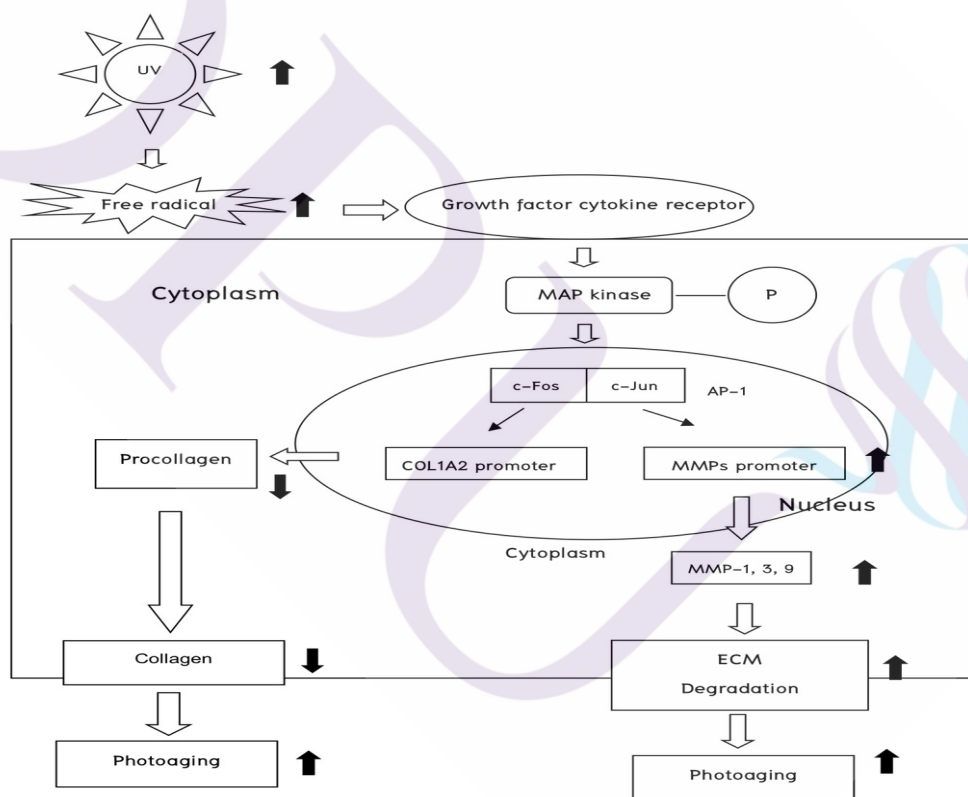 UV
Free radical
Growth factor cytokine receptor
Cytoplasm
MAP kinase
P
c-Fos
c-Jun
AP-1
Procollagen
COL1A2 promoter
MMPs promoter
Nucleus
Cytoplasm
MMP-1, 3, 9
Collagen
ECM
Degradation
Photoaging
Photoaging